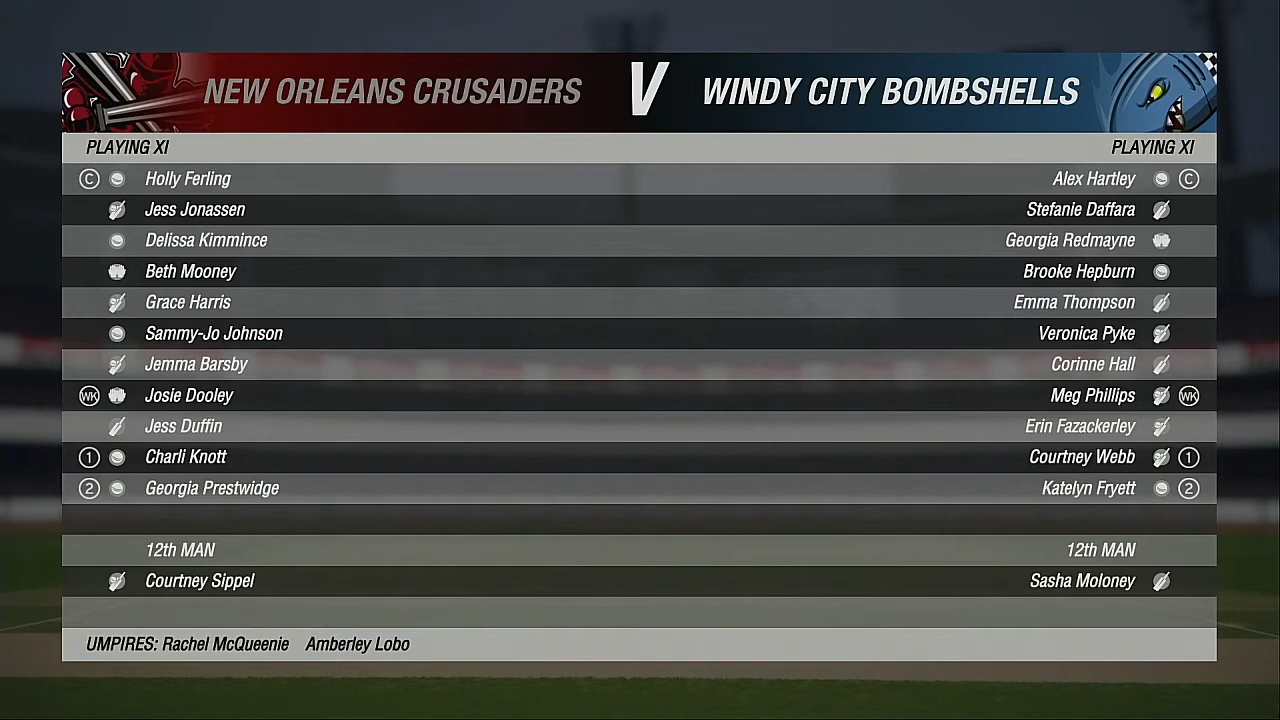 NEW ORLEANS CRUSADERS V WINDY CITY BOMBSHELLS
PLAYING XI PLAYING XI
C Holly Ferling Alex Hartley C
Jess Jonassen Stefanie Daffara
Delissa Kimmince Georgia Redmayne
Beth Mooney Brooke Hepburn
Grace Harris Emma Thompson
Sammy-Jo Johnson Veronica Pyke
Jemma Barsby Corinne Hall
WK Josie Dooley Meg Phillips WK
Jess Duffin Erin Fazackerley
1 Charli Knott Courtney Webb 1
2 Georgia Prestwidge Katelyn Fryett 2
12th MAN 12th MAN
Courtney Sippel Sasha Moloney
UMPIRES: Rachel McQueenie Amberley Lobo